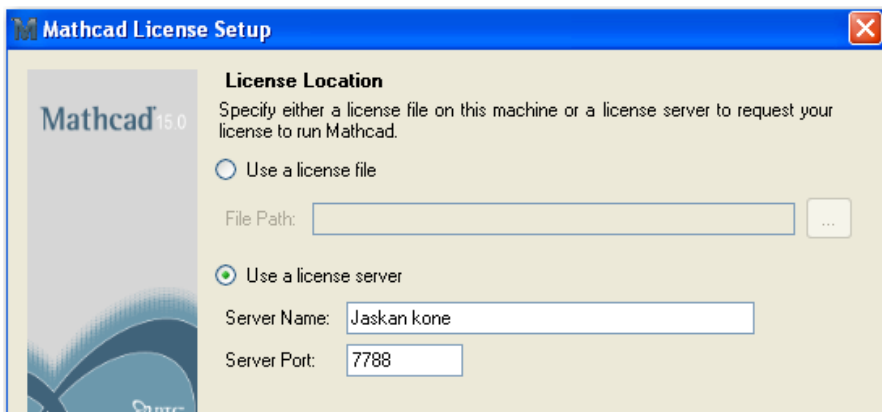 Mathcad License Setup
Mathcad 15.0
License Location
Specify either a license file on this machine or a license server to request your
license to run Mathcad.
Use a license file
File Path:
...
Use a license server
Server Name: Jaskan kone
Server Port: 7788